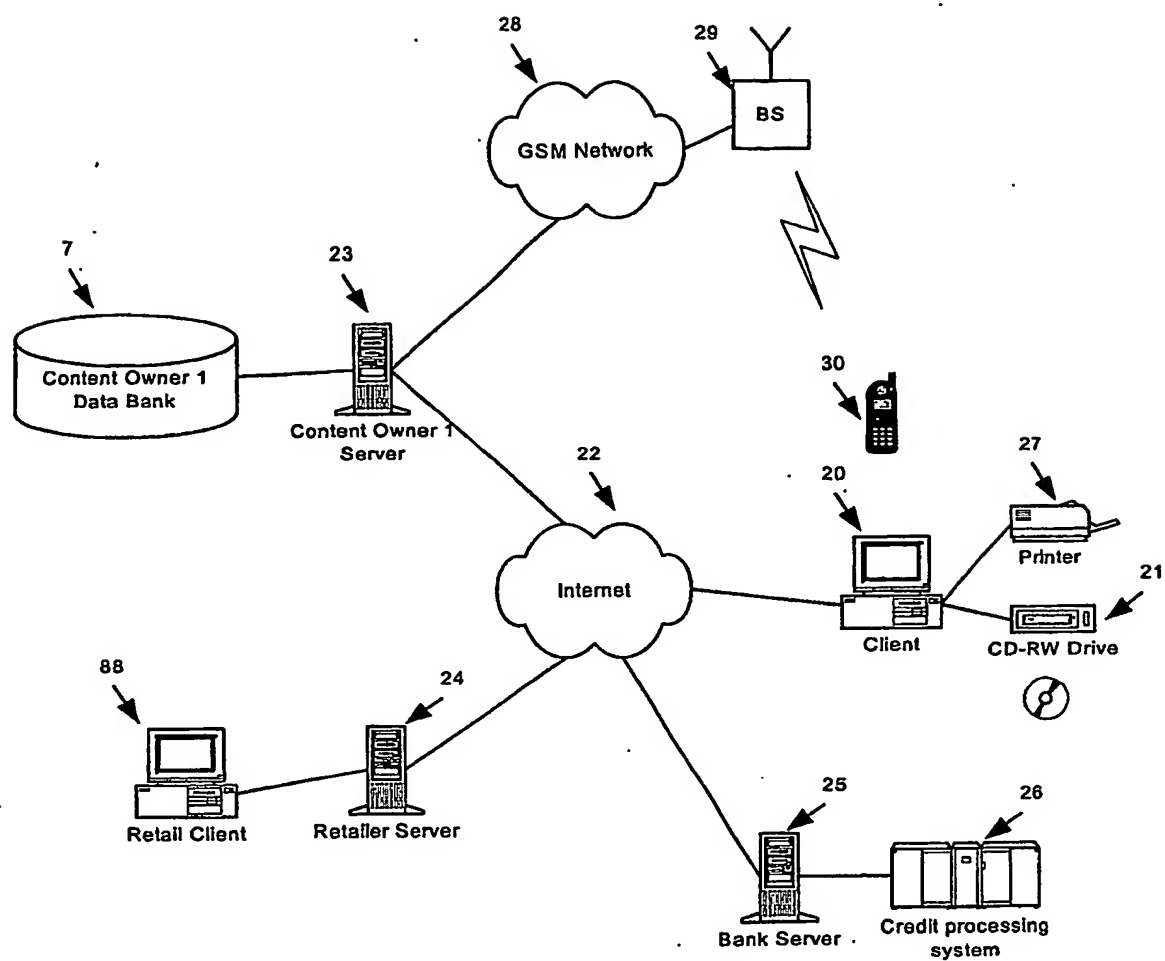 28
29
BS
GSM Network
7
23
Content Owner 1
Data Bank
Content Owner 1
Server
30
22
20
27
Printer
21
Internet
Client
CD-RW Drive
88
24
Retail Client
Retailer Server
25
26
Bank Server
Credit processing
system